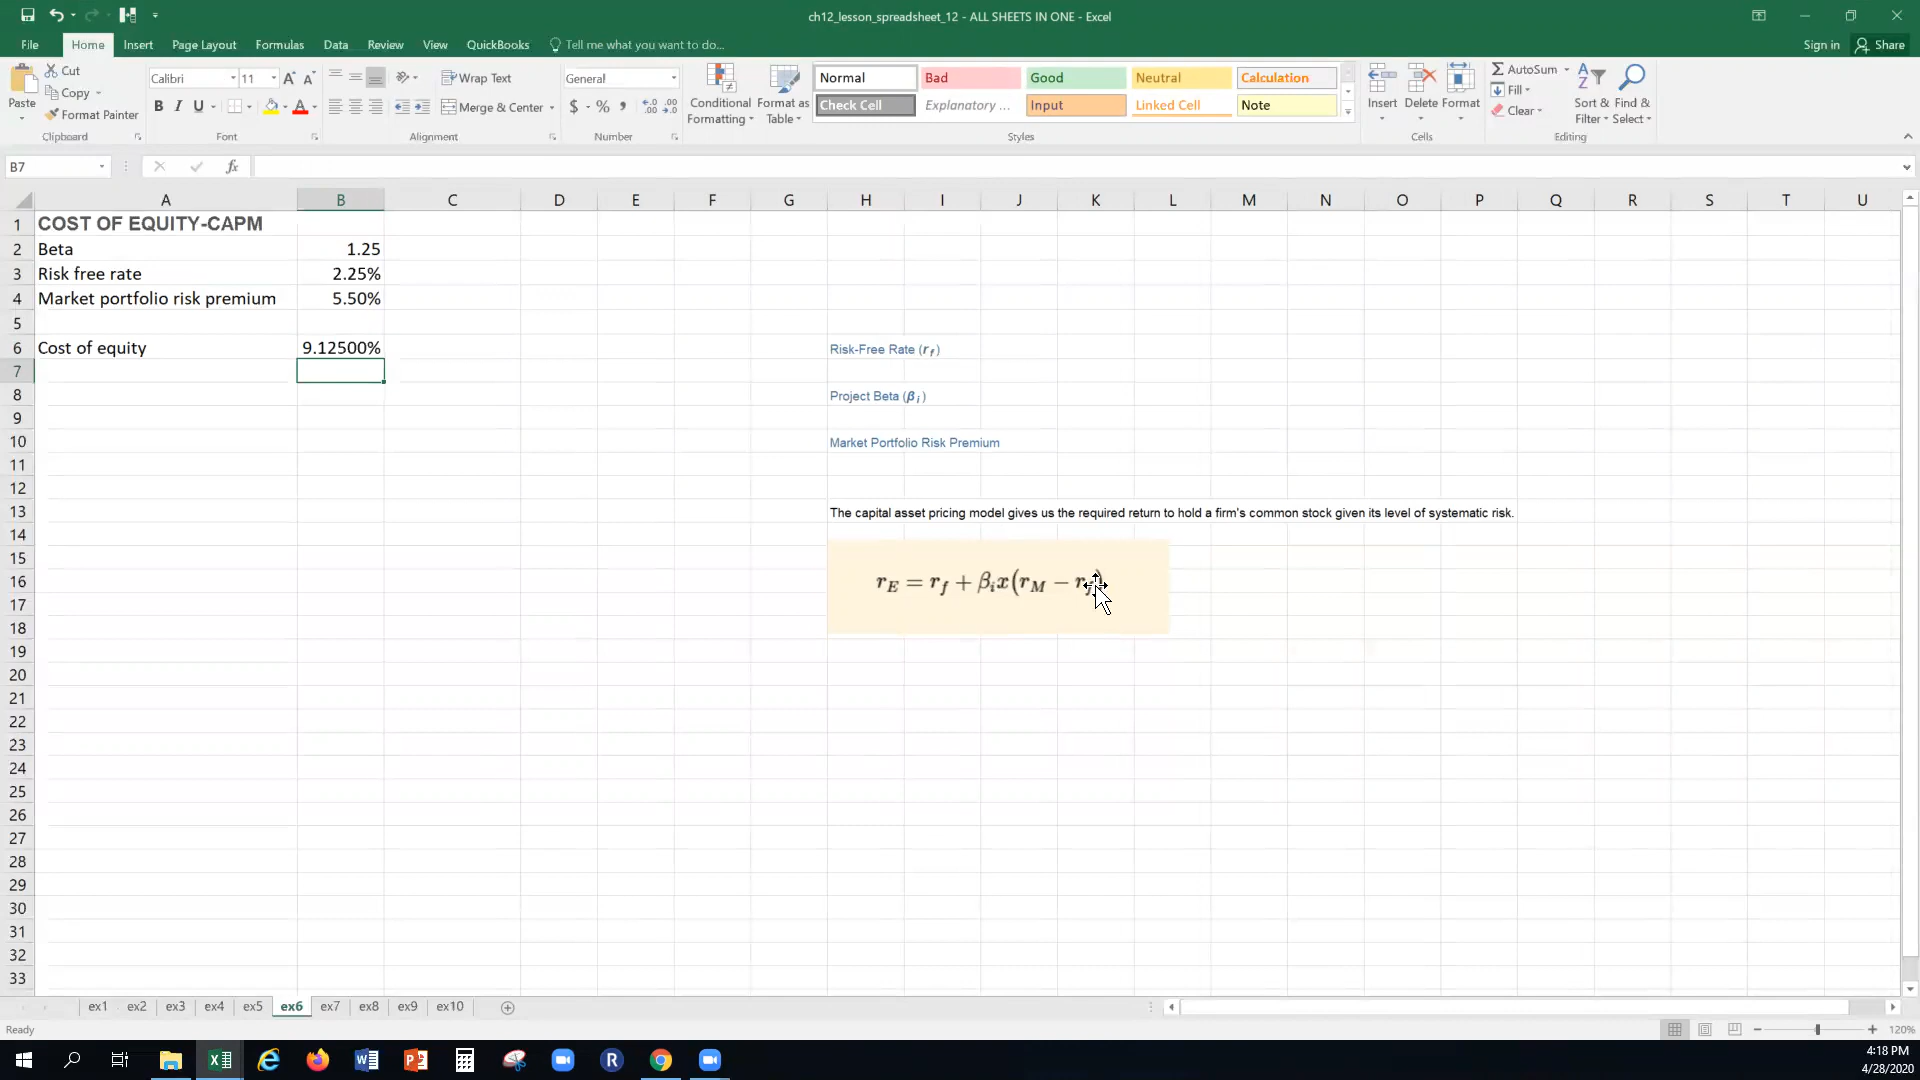 ch12_lesson_spreadsheet_12 - ALL SHEETS IN ONE - Excel
File Home Insert Page Layout Formulas Data Review View QuickBooks Tell me what you want to do... Sign in Share
Paste
Cut
Copy
Format Painter
Clipboard
Calibri 11
B I U
Font
Wrap Text
Merge & Center
Alignment
General
$ % ,
Number
Conditional Formatting
Format as Table
Normal Bad Good Neutral Calculation
Check Cell Explanatory ... Input Linked Cell Note
Styles
Insert Delete Format
Cells
AutoSum
Fill
Clear
Sort & Filter
Find & Select
Editing
B7 fx
A B C D E F G H I J K L M N O P Q R S T U
1 COST OF EQUITY-CAPM
2 Beta 1.25
3 Risk free rate 2.25%
4 Market portfolio risk premium 5.50%
5
6 Cost of equity 9.12500% Risk-Free Rate (r_f)
7
8 Project Beta (β_i)
9
10 Market Portfolio Risk Premium
11
12
13 The capital asset pricing model gives us the required return to hold a firm's common stock given its level of systematic risk.
14
15
16 r_E = r_f + β_i x(r_M − r_f)
17
18
19
20
21
22
23
24
25
26
27
28
29
30
31
32
33
ex1 ex2 ex3 ex4 ex5 ex6 ex7 ex8 ex9 ex10
Ready 120%
4:18 PM
4/28/2020